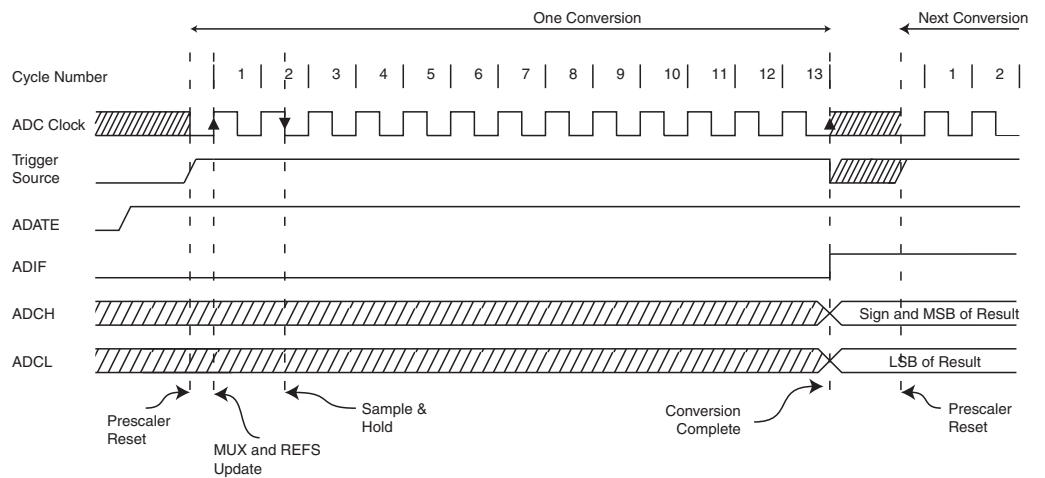 One Conversion
Next Conversion
Cycle Number
1 2 3 4 5 6 7 8 9 10 11 12 13 1 2
ADC Clock
Trigger
Source
ADATE
ADIF
ADCH
Sign and MSB of Result
ADCL
LSB of Result
Prescaler
Reset
MUX and REFS
Update
Sample &
Hold
Conversion
Complete
Prescaler
Reset